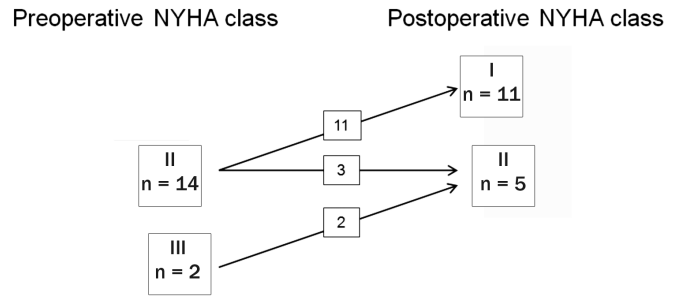 Preoperative NYHA class
Postoperative NYHA class
I
n = 11
11
II
n = 14
3
II
n = 5
2
III
n = 2